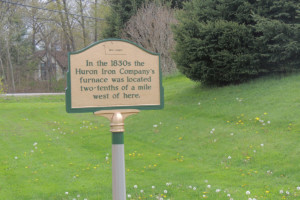 In the 1830s the
Huron Iron Company's
furnace was located
two-tenths of a mile
west of here.